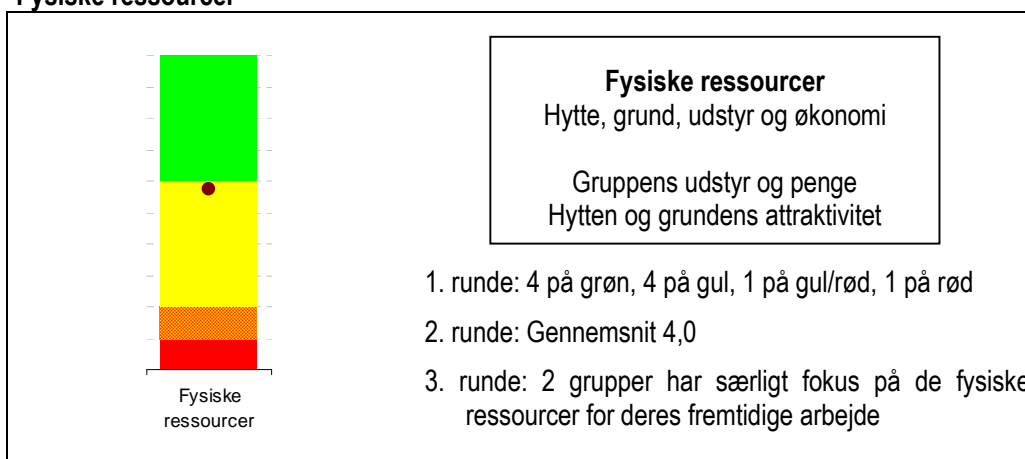 Fysiske ressourcer
Fysiske ressourcer
Hytte, grund, udstyr og økonomi
Gruppens udstyr og penge
Hytten og grundens attraktivitet
1. runde: 4 på grøn, 4 på gul, 1 på gul/rød, 1 på rød
2. runde: Gennemsnit 4,0
3. runde: 2 grupper har særligt fokus på de fysiske
ressourcer for deres fremtidige arbejde
Fysiske
ressourcer